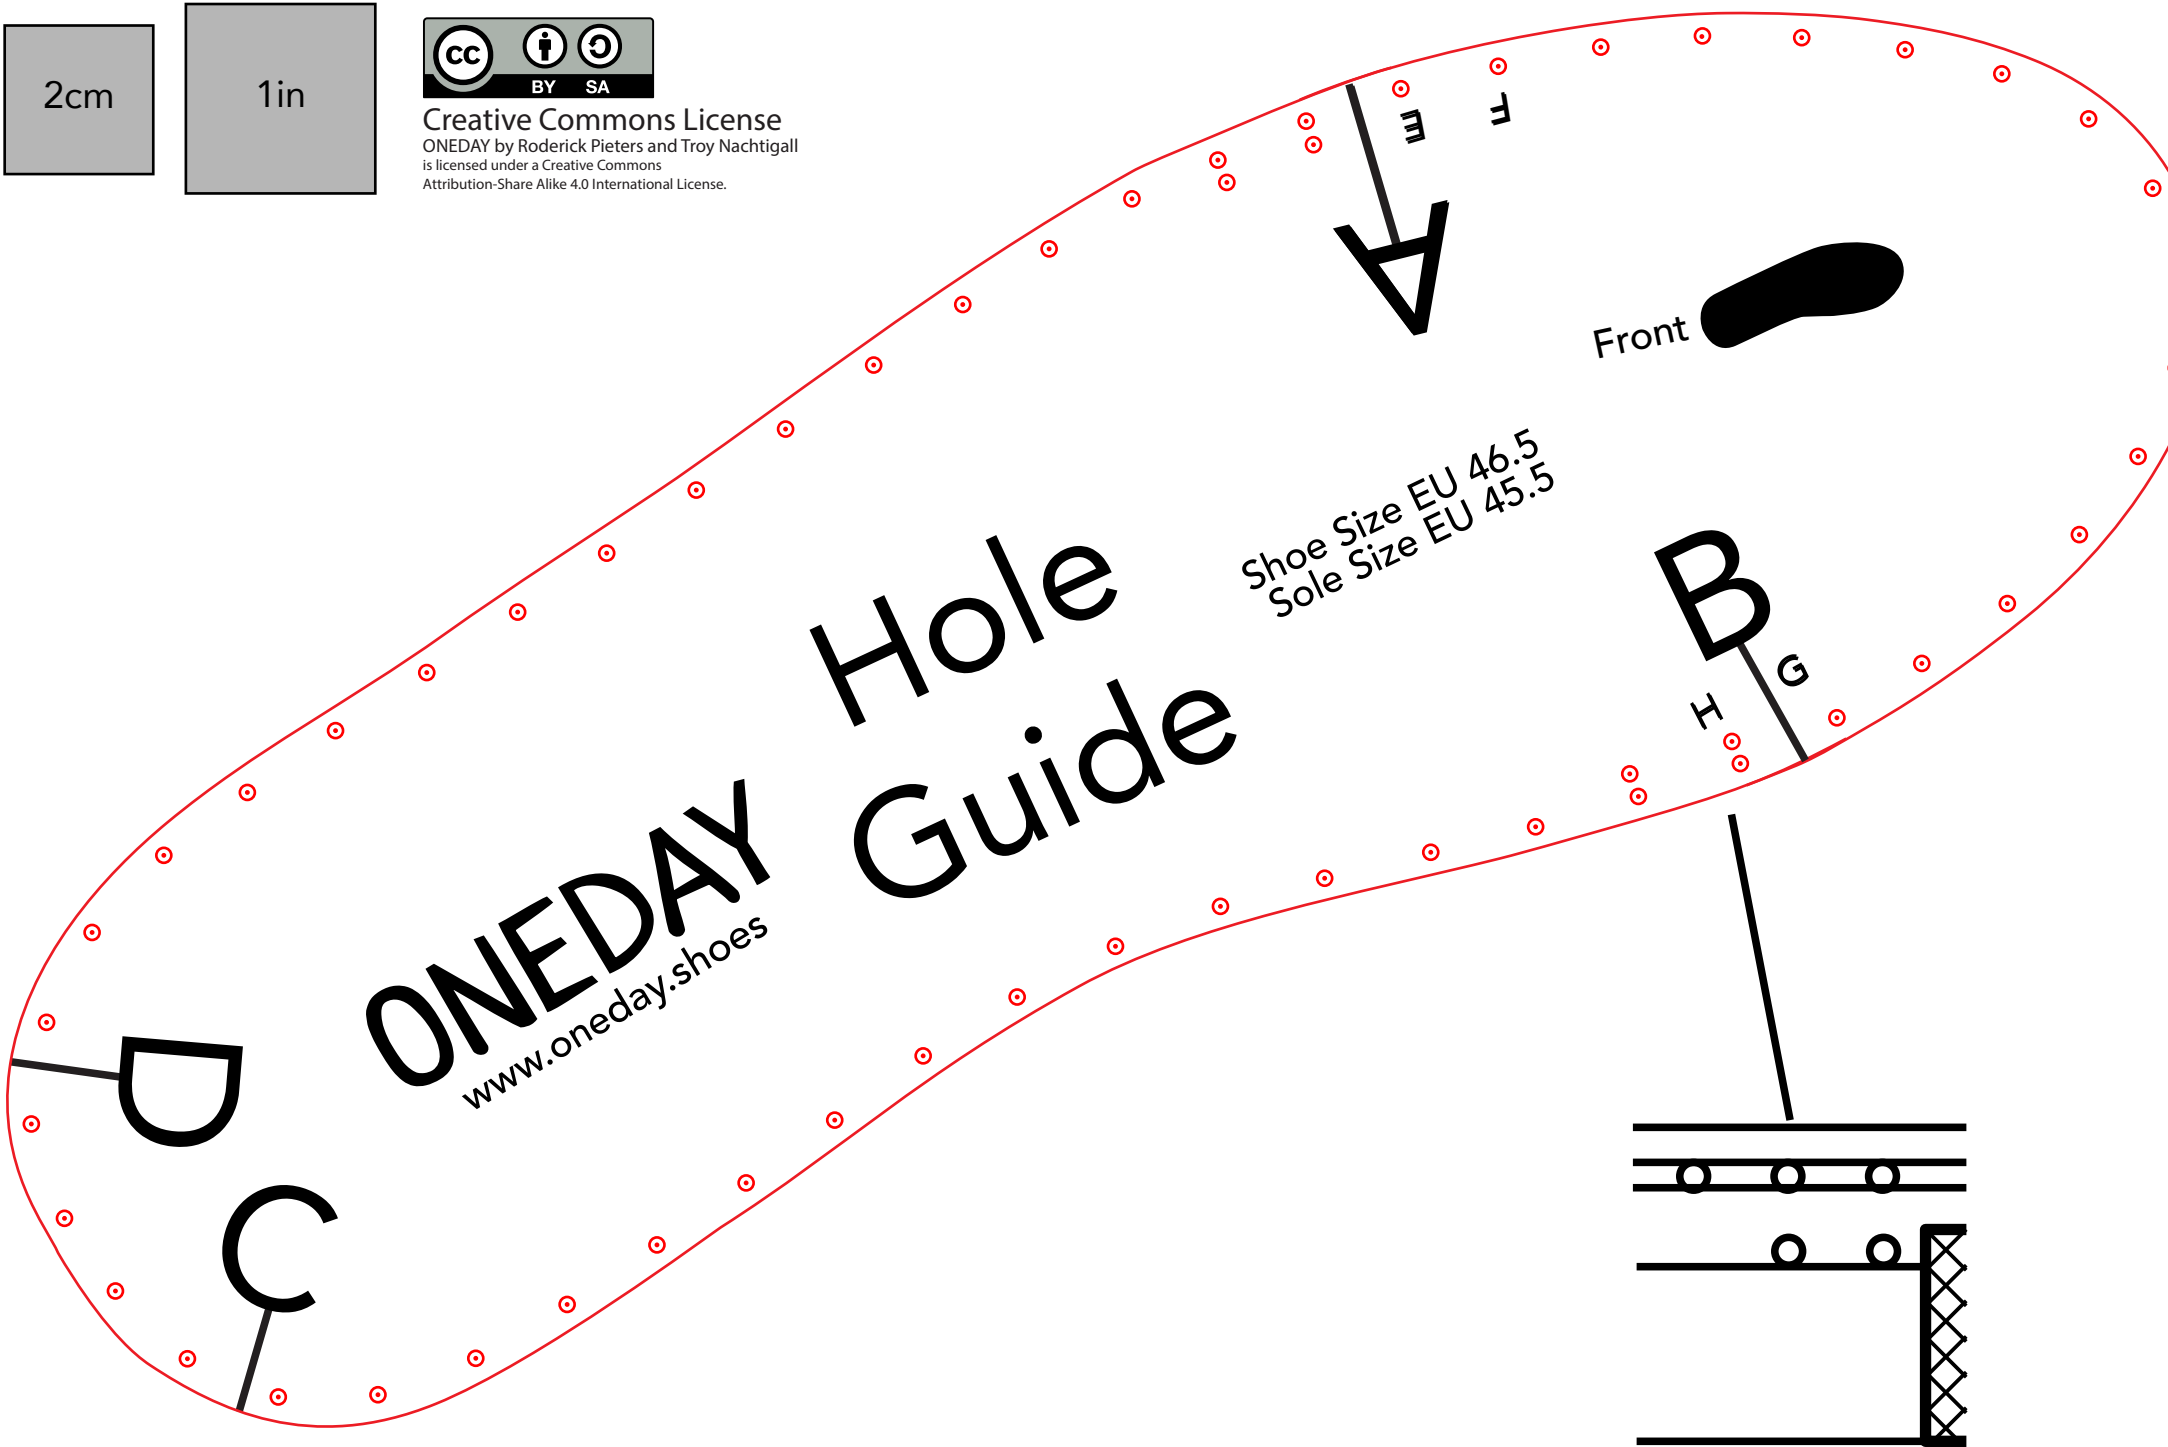 2cm
1in
cc
BY SA
Creative Commons License
ONEDAY by Roderick Pieters and Troy Nachtigall
is licensed under a Creative Commons
Attribution-Share Alike 4.0 International License.
E
F
A
Front
Shoe Size EU 46.5
Sole Size EU 45.5
Hole
Guide
B
G
H
ONEDAY
www.oneday.shoes
D
C